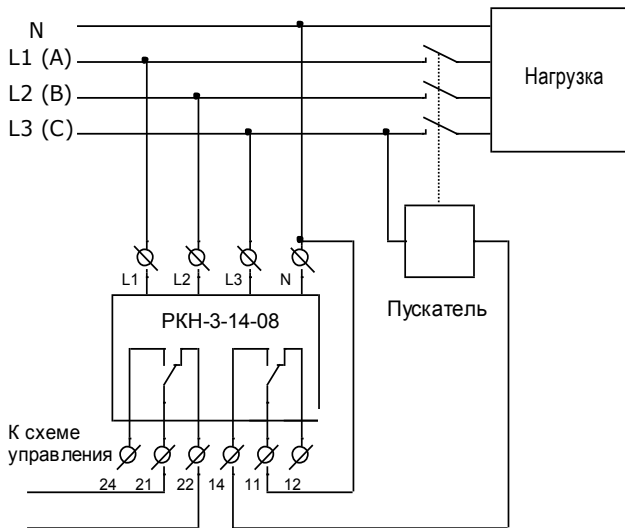 N
L1 (A)
L2 (B)
L3 (C)
Нагрузка
L1 L2 L3 N
Пускатель
РКН-3-14-08
К схеме
управления
24 21 22 14 11 12